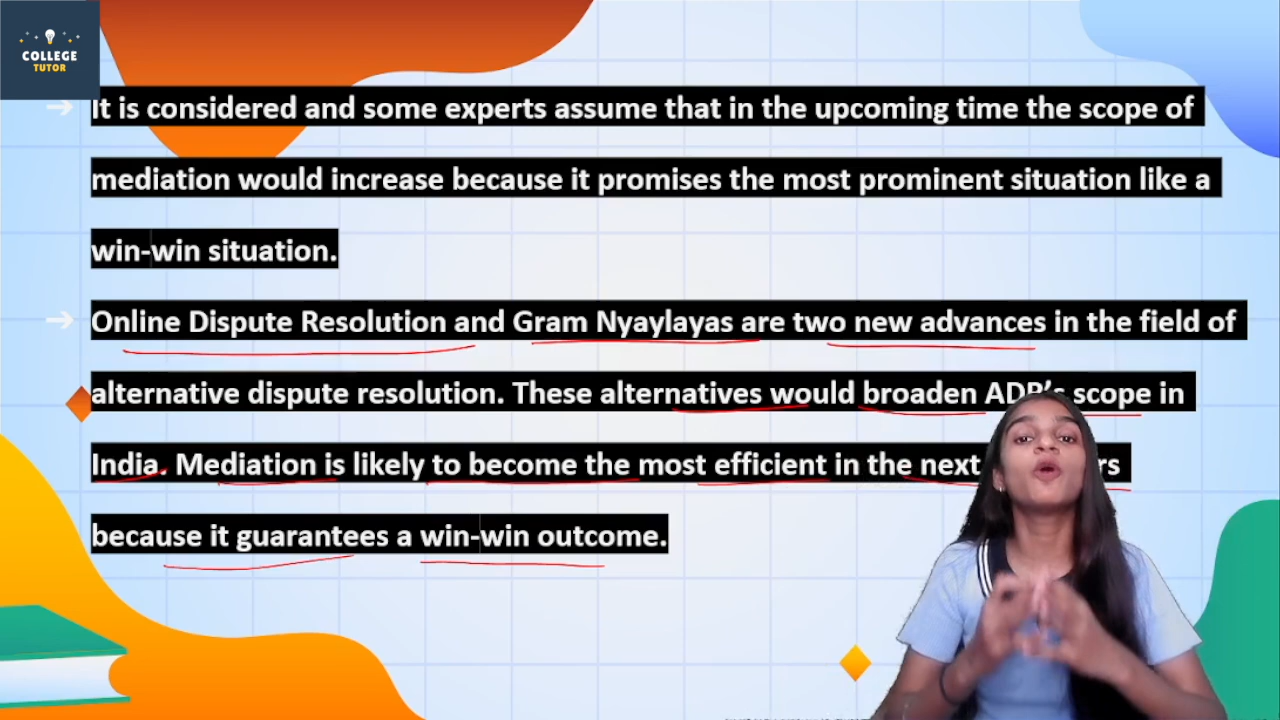 COLLEGE
TUTOR
It is considered and some experts assume that in the upcoming time the scope of
mediation would increase because it promises the most prominent situation like a
win-win situation.
Online Dispute Resolution and Gram Nyaylayas are two new advances in the field of
alternative dispute resolution. These alternatives would broaden ADR's scope in
India. Mediation is likely to become the most efficient in the next
because it guarantees a win-win outcome.